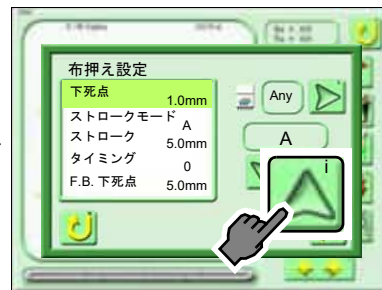 布押え設定
下死点
1.0mm
ストロークモード
A
ストローク
5.0mm
タイミング
0
F.B. 下死点
5.0mm
Any
A
i